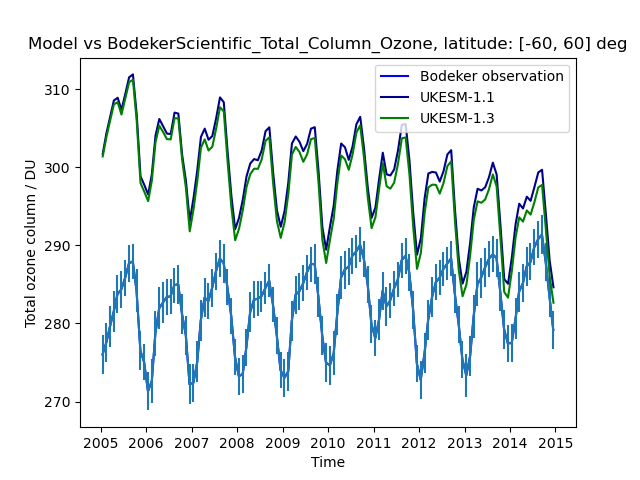 Model vs BodekerScientific_Total_Column_Ozone, latitude: [-60, 60] deg
Bodeker observation
UKESM-1.1
UKESM-1.3
Total ozone column / DU
310
300
290
280
270
2005 2006 2007 2008 2009 2010 2011 2012 2013 2014 2015
Time